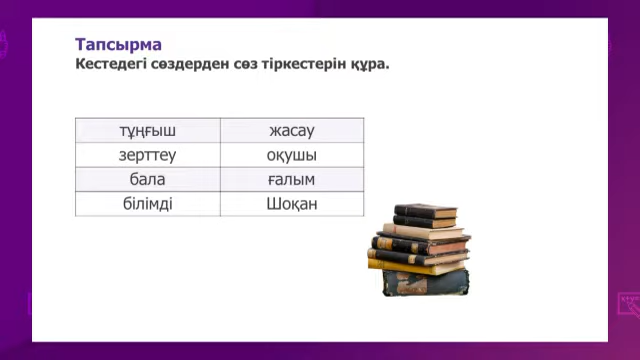 Тапсырма
Кестедегі сөздерден сөз тіркестерін құра.
тұңғыш жасау
зерттеу оқушы
бала ғалым
білімді Шоқан